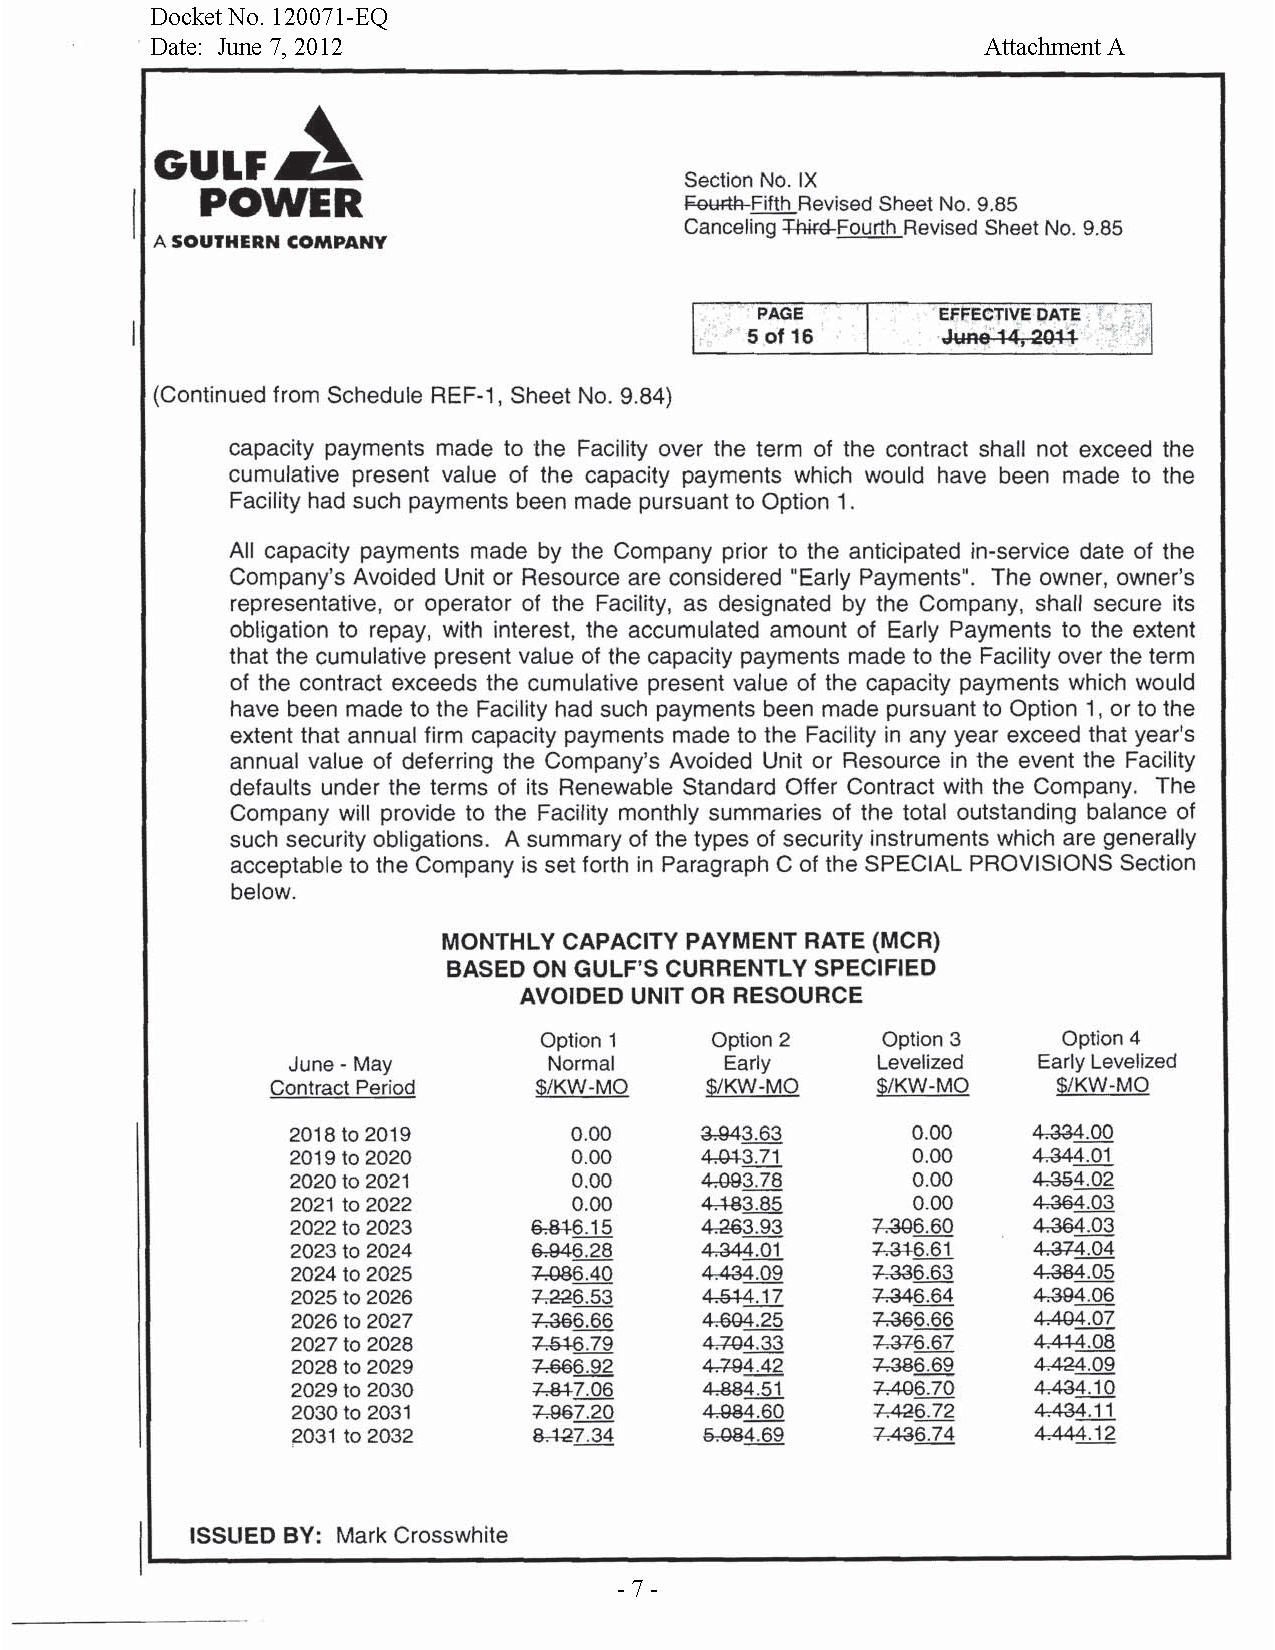 Docket No. 120071-EQ
Date: June 7, 2012
Attachment A
GULF
POWER
A SOUTHERN COMPANY
Section No. IX
Fourth Fifth Revised Sheet No. 9.85
Canceling Third Fourth Revised Sheet No. 9.85
PAGE EFFECTIVE DATE
5 of 16 June 14, 2011
(Continued from Schedule REF-1, Sheet No. 9.84)
capacity payments made to the Facility over the term of the contract shall not exceed the
cumulative present value of the capacity payments which would have been made to the
Facility had such payments been made pursuant to Option 1.
All capacity payments made by the Company prior to the anticipated in-service date of the
Company's Avoided Unit or Resource are considered "Early Payments". The owner, owner's
representative, or operator of the Facility, as designated by the Company, shall secure its
obligation to repay, with interest, the accumulated amount of Early Payments to the extent
that the cumulative present value of the capacity payments made to the Facility over the term
of the contract exceeds the cumulative present value of the capacity payments which would
have been made to the Facility had such payments been made pursuant to Option 1, or to the
extent that annual firm capacity payments made to the Facility in any year exceed that year's
annual value of deferring the Company's Avoided Unit or Resource in the event the Facility
defaults under the terms of its Renewable Standard Offer Contract with the Company. The
Company will provide to the Facility monthly summaries of the total outstanding balance of
such security obligations. A summary of the types of security instruments which are generally
acceptable to the Company is set forth in Paragraph C of the SPECIAL PROVISIONS Section
below.
MONTHLY CAPACITY PAYMENT RATE (MCR)
BASED ON GULF'S CURRENTLY SPECIFIED
AVOIDED UNIT OR RESOURCE
Option 1 Option 2 Option 3 Option 4
June - May Normal Early Levelized Early Levelized
Contract Period $/KW-MO $/KW-MO $/KW-MO $/KW-MO
2018 to 2019 0.00 3.943.63 0.00 4.334.00
2019 to 2020 0.00 4.013.71 0.00 4.344.01
2020 to 2021 0.00 4.093.78 0.00 4.354.02
2021 to 2022 0.00 4.183.85 0.00 4.364.03
2022 to 2023 6.816.15 4.263.93 7.306.60 4.364.03
2023 to 2024 6.946.28 4.344.01 7.316.61 4.374.04
2024 to 2025 7.086.40 4.434.09 7.336.63 4.384.05
2025 to 2026 7.226.53 4.514.17 7.346.64 4.394.06
2026 to 2027 7.366.66 4.604.25 7.366.66 4.404.07
2027 to 2028 7.516.79 4.704.33 7.376.67 4.414.08
2028 to 2029 7.666.92 4.794.42 7.386.69 4.424.09
2029 to 2030 7.817.06 4.884.51 7.406.70 4.434.10
2030 to 2031 7.967.20 4.984.60 7.426.72 4.434.11
2031 to 2032 8.127.34 5.084.69 7.436.74 4.444.12
ISSUED BY: Mark Crosswhite
- 7 -